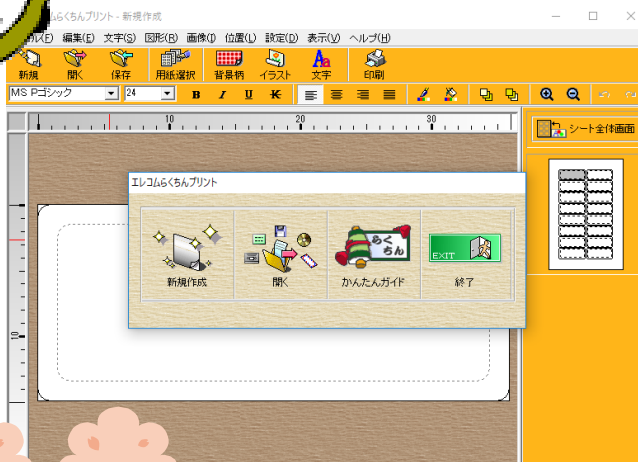 らくちんプリント - 新規作成
(F) 編集(E) 文字(S) 図形(R) 画像(I) 位置(L) 設定(D) 表示(V) ヘルプ(H)
新規 開く 保存 用紙選択 背景柄 イラスト 文字 印刷
MS Pゴシック 24 B I U K
シート全体画面
10 20 30
エレコムらくちんプリント
らくちん
EXIT
新規作成 開く かんたんガイド 終了
10